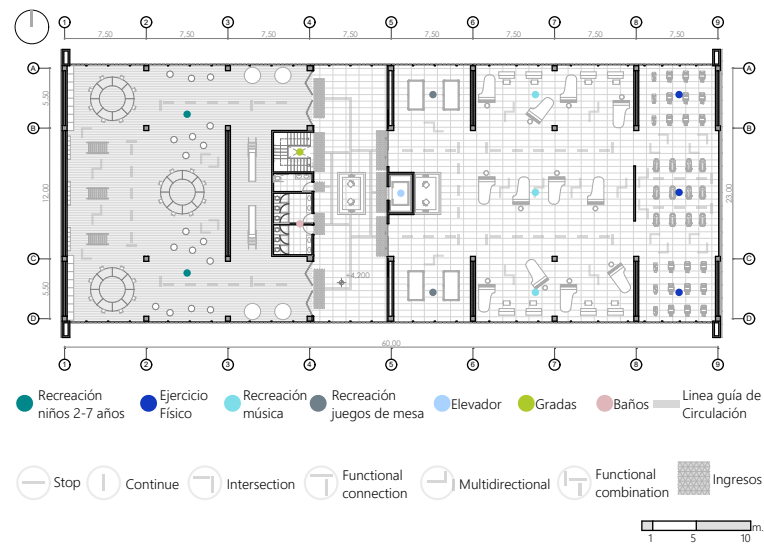 1 2 3 4 5 6 7 8 9
7,50 7,50 7,50 7,50 7,50 7,50 7,50 7,50
A A
5,50
B B
12,00 23,00
C C
+4,200
5,50
D D
60,00
1 2 3 4 5 6 7 8 9
Recreación
niños 2-7 años
Ejercicio
Físico
Recreación
música
Recreación
juegos de mesa
Elevador
Gradas
Baños
Linea guía de
Circulación
Stop
Continue
Intersection
Functional
connection
Multidirectional
Functional
combination
Ingresos
m.
1 5 10